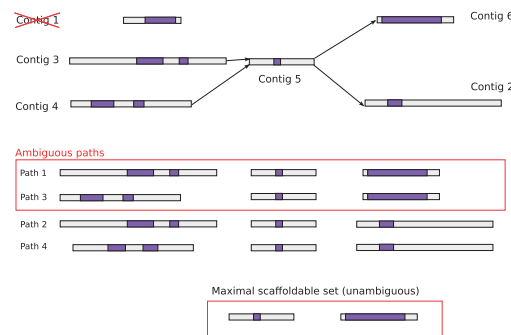 Contig 1
Contig 6
Contig 3
Contig 5
Contig 4
Contig 2
Ambiguous paths
Path 1
Path 3
Path 2
Path 4
Maximal scaffoldable set (unambiguous)